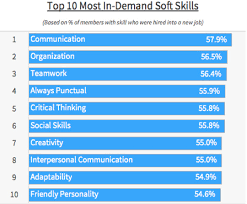 Top 10 Most In-Demand Soft Skills
(Based on % of members with skill who were hired into a new job)
1 Communication 57.9%
2 Organization 56.5%
3 Teamwork 56.4%
4 Always Punctual 55.9%
5 Critical Thinking 55.8%
6 Social Skills 55.8%
7 Creativity 55.0%
8 Interpersonal Communication 55.0%
9 Adaptability 54.9%
10 Friendly Personality 54.6%